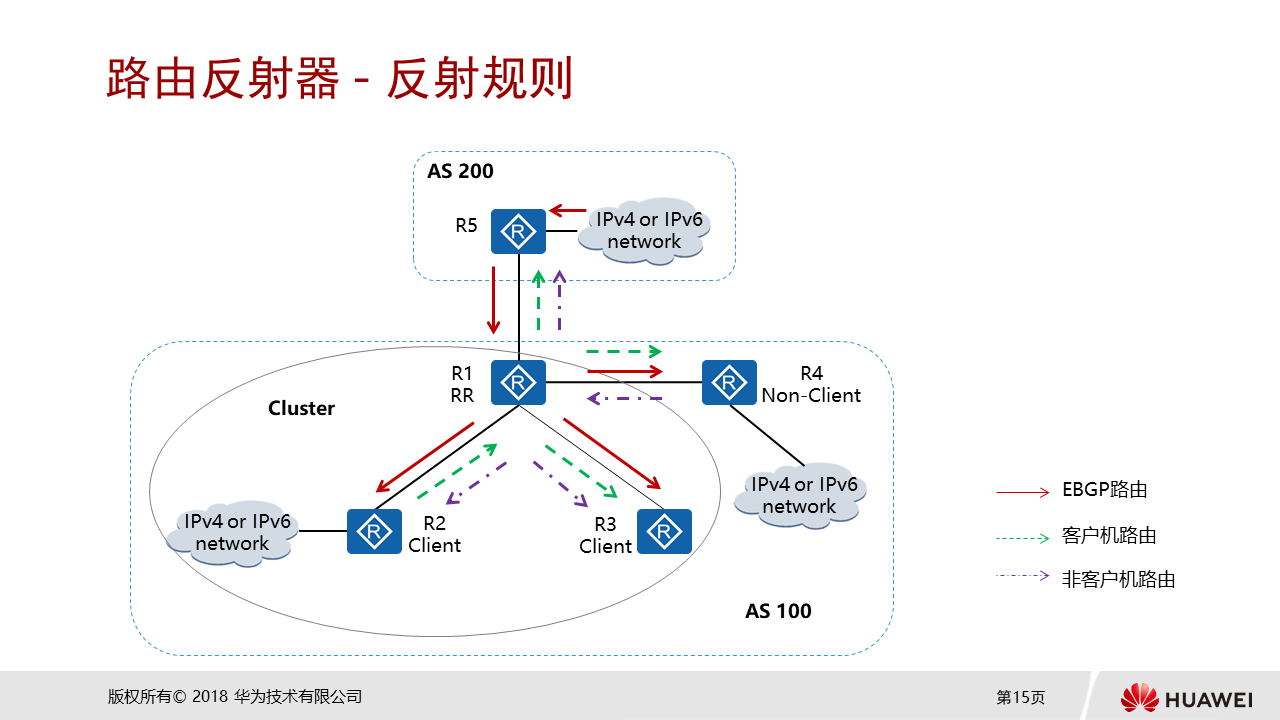 路由反射器 - 反射规则
AS 200
R5
IPv4 or IPv6
network
R1
RR
R4
Non-Client
Cluster
IPv4 or IPv6
network
EBGP路由
IPv4 or IPv6
network
R2
Client
R3
Client
客户机路由
非客户机路由
AS 100
版权所有© 2018 华为技术有限公司
第15页
HUAWEI
R
R
R
R
R